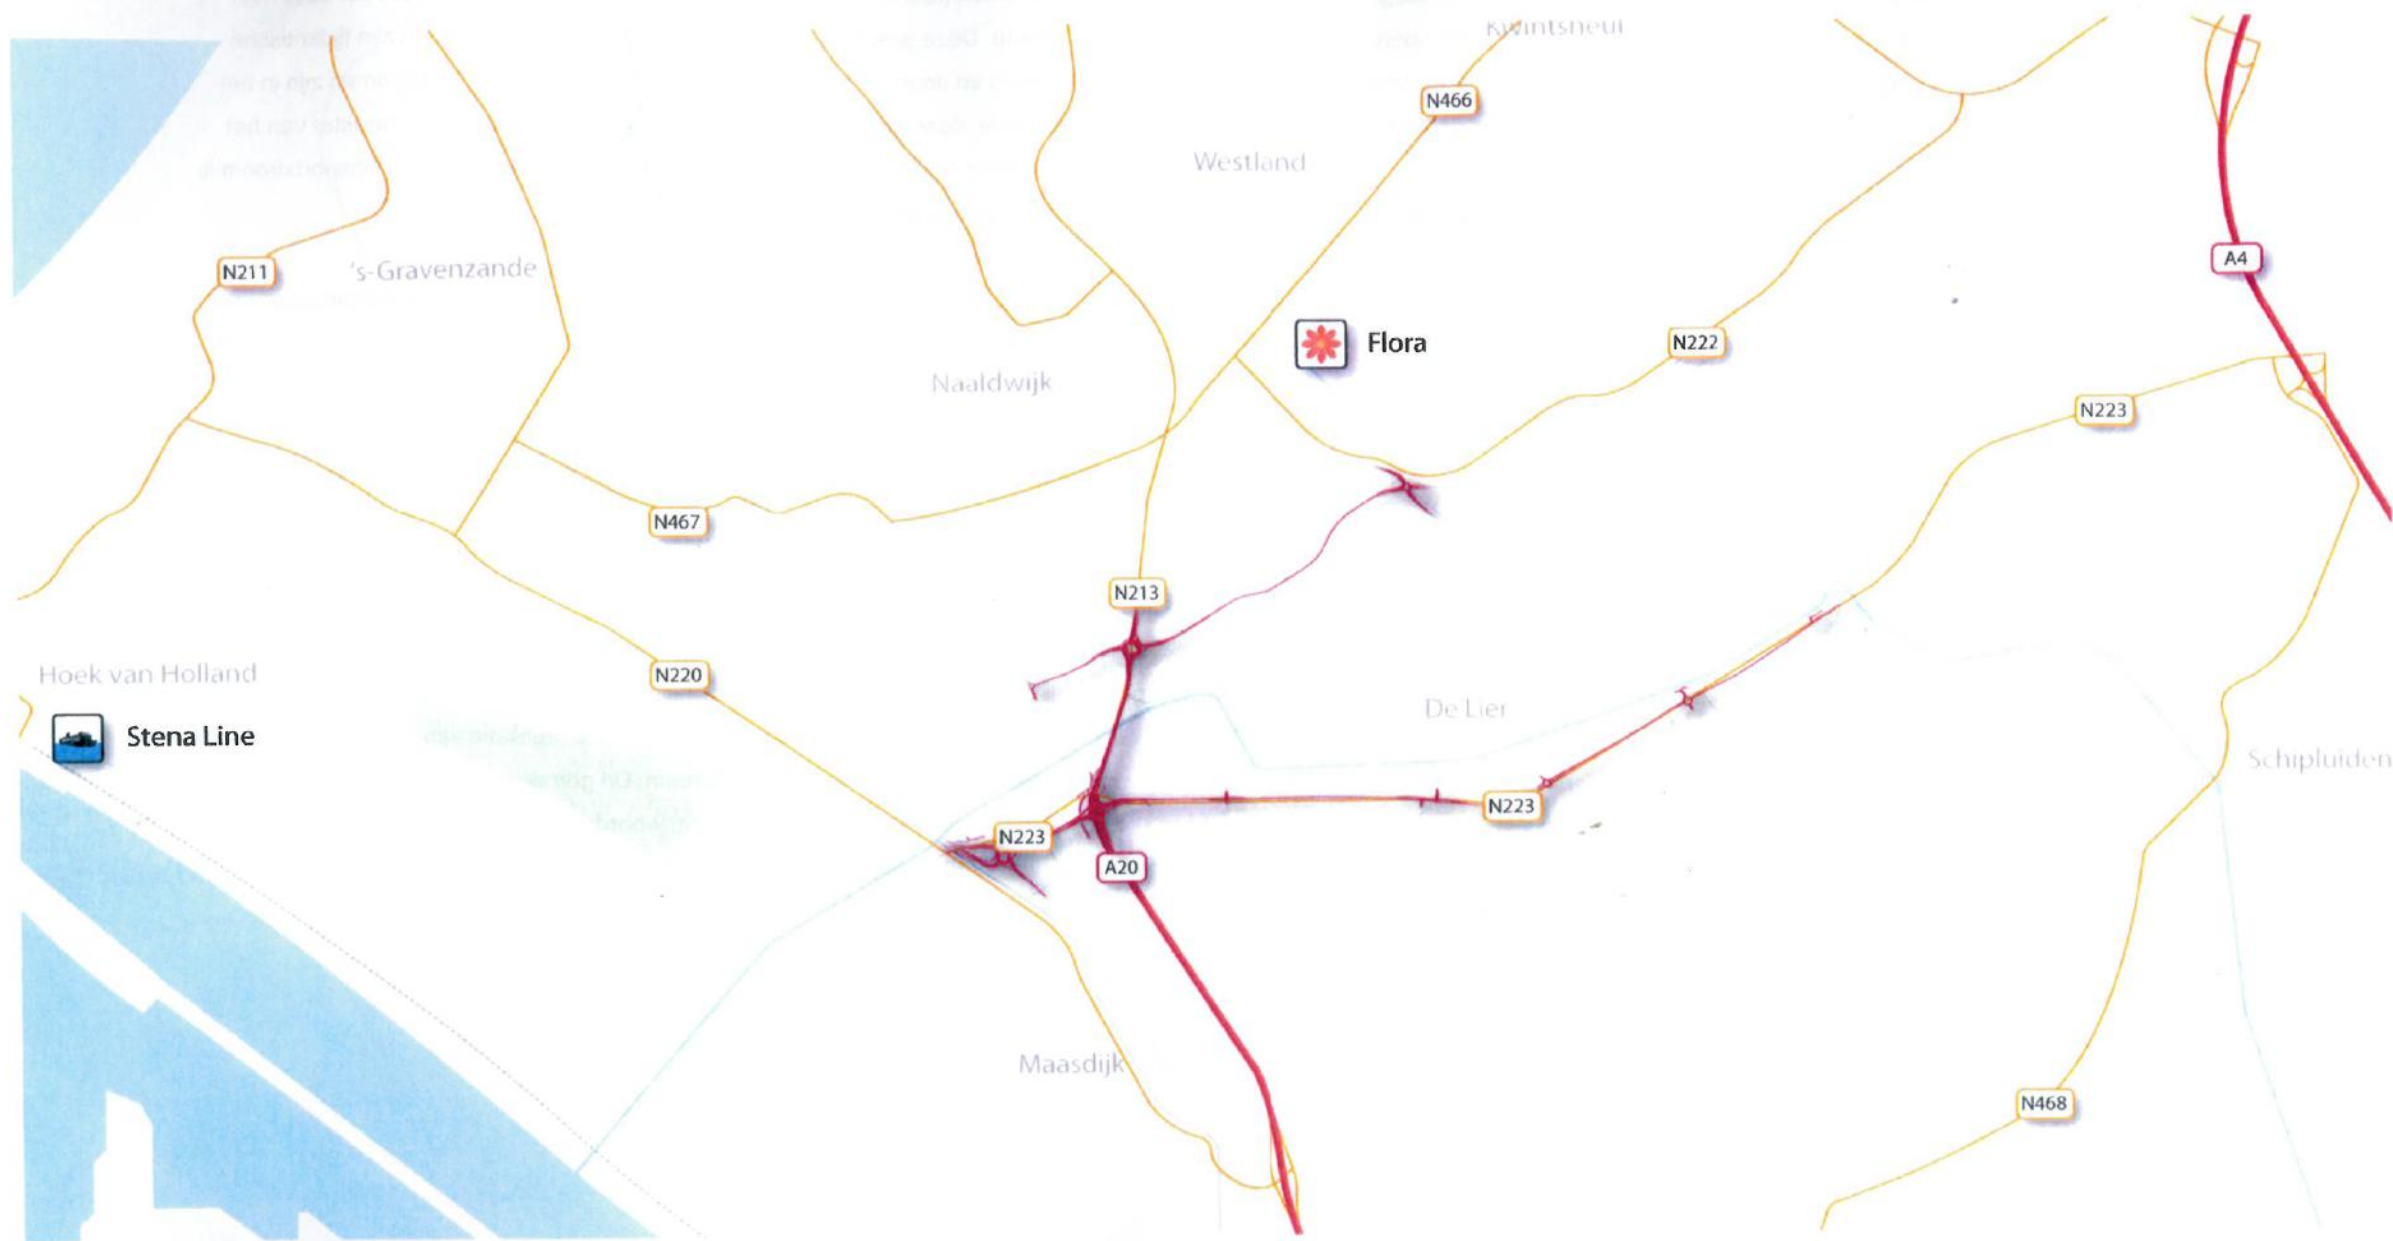 Kwintsheul
N466
Westland
A4
N211
's-Gravenzande
Flora
N222
Naaldwijk
N223
N467
N213
Hoek van Holland
N220
De Lier
Stena Line
Schipluiden
N223
N223
A20
Maasdijk
N468